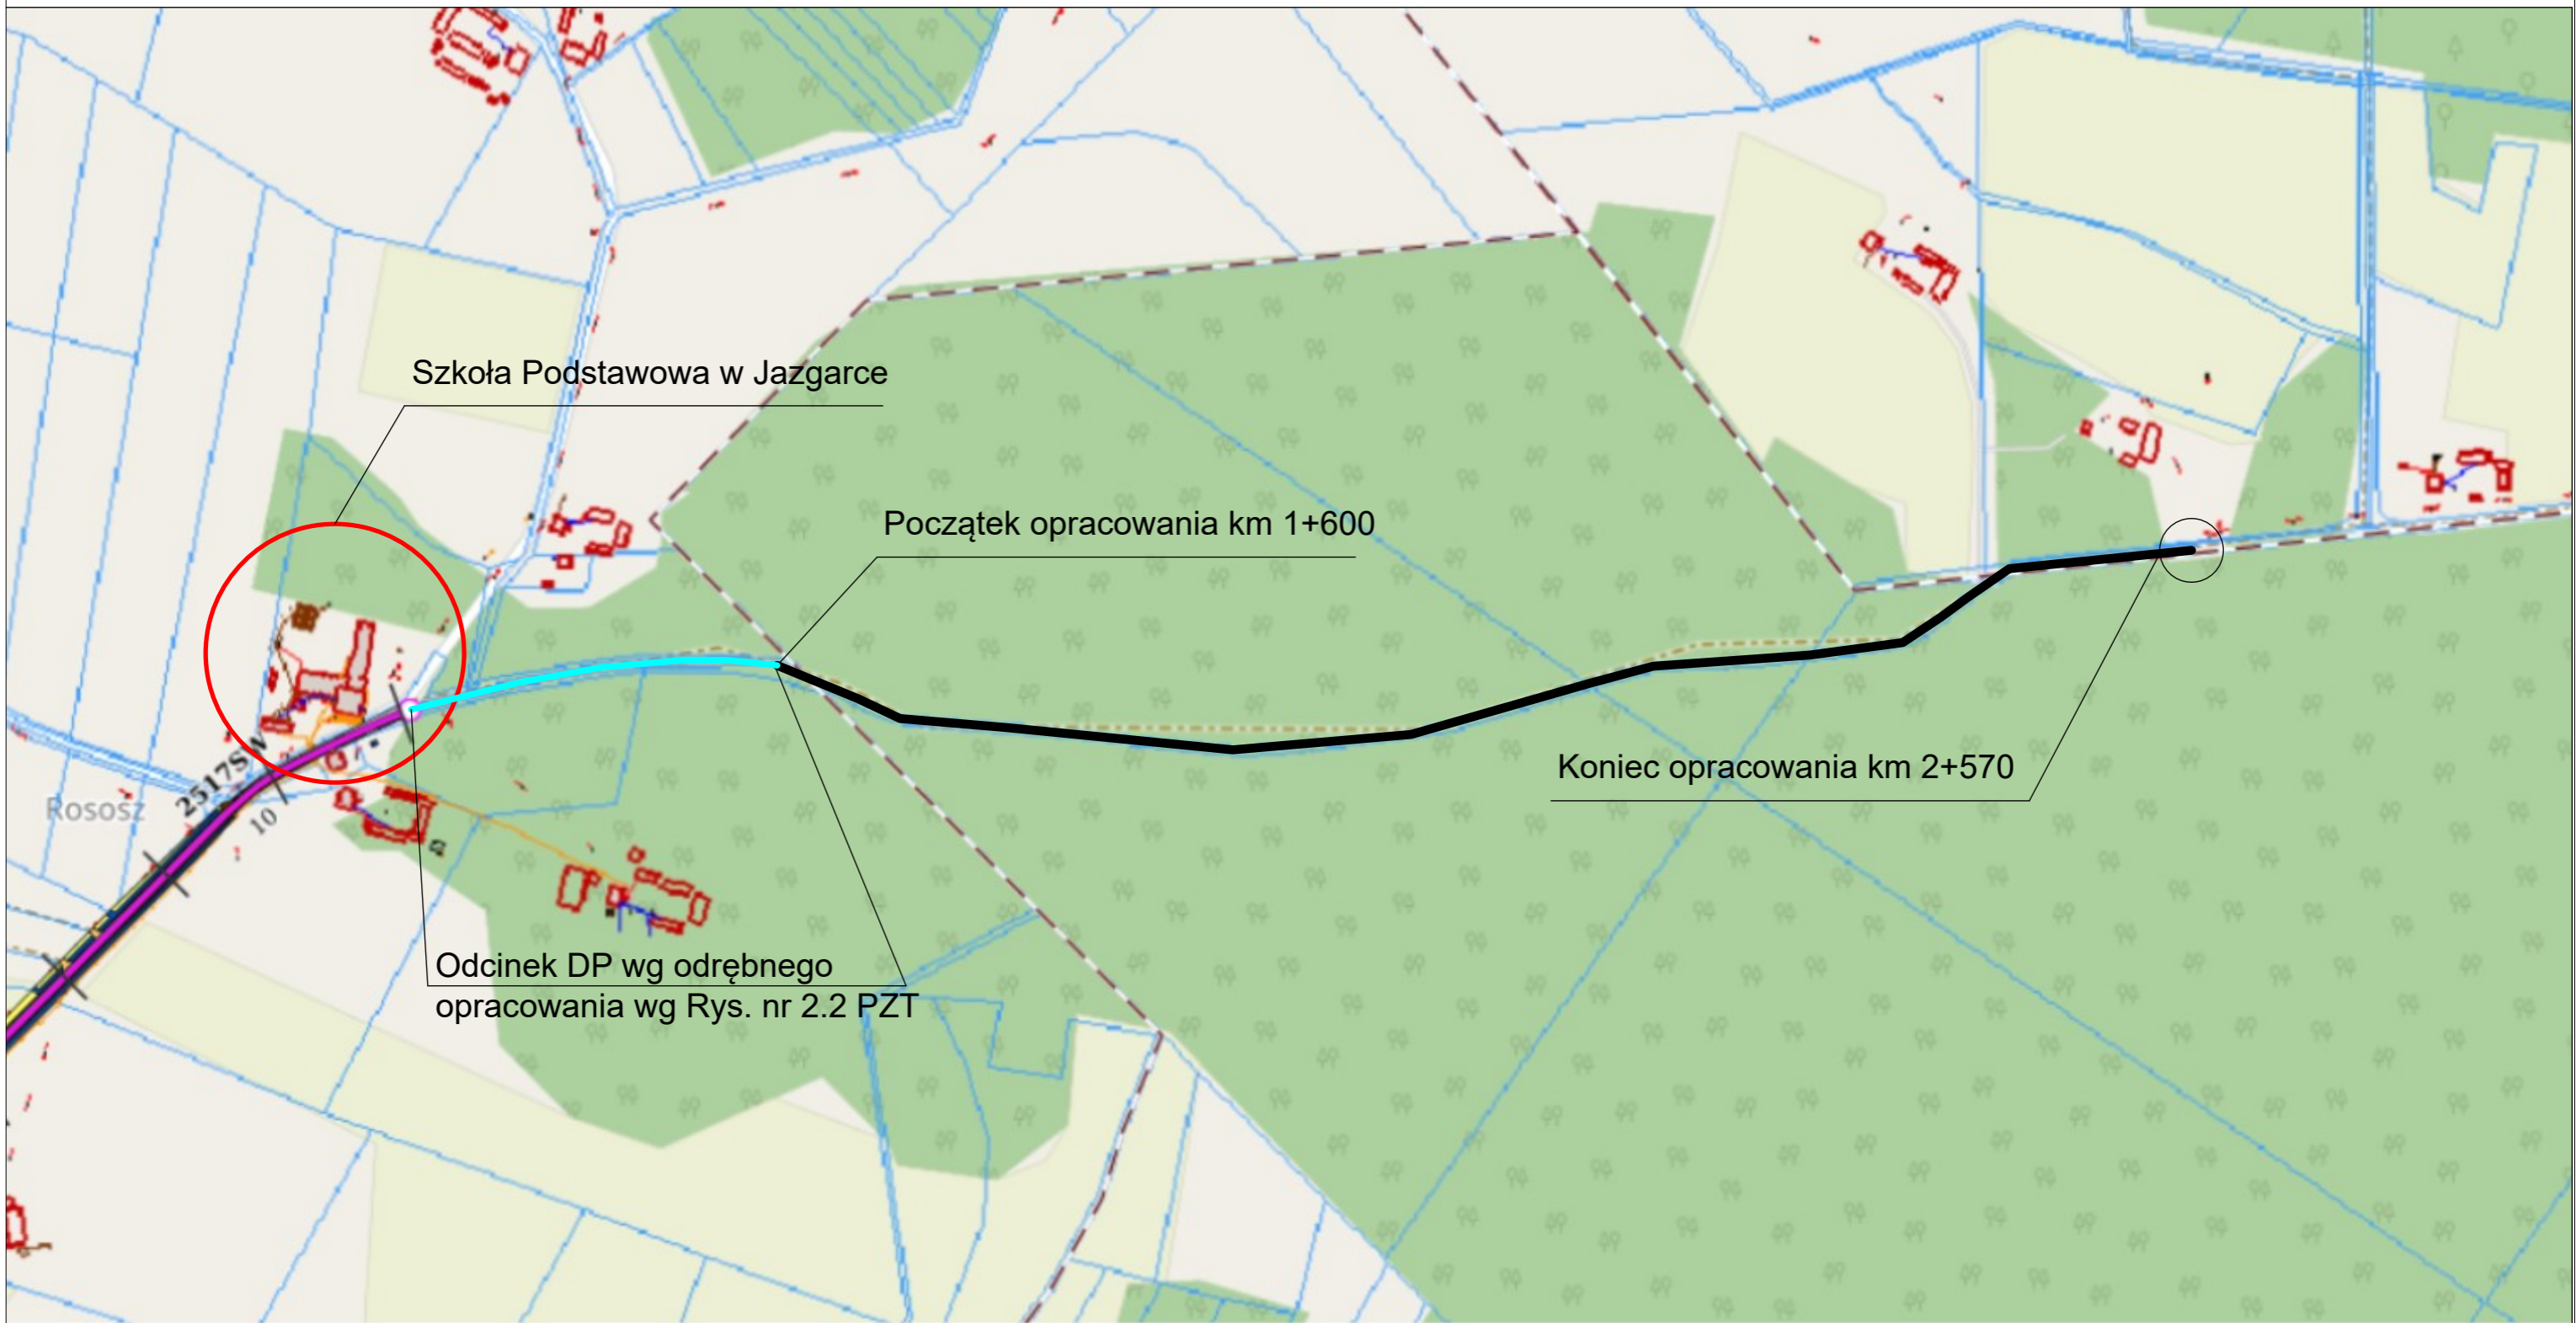 Szkoła Podstawowa w Jazgarce
Początek opracowania km 1+600
Koniec opracowania km 2+570
2517SW
10
Rososz
Odcinek DP wg odrębnego
opracowania wg Rys. nr 2.2 PZT